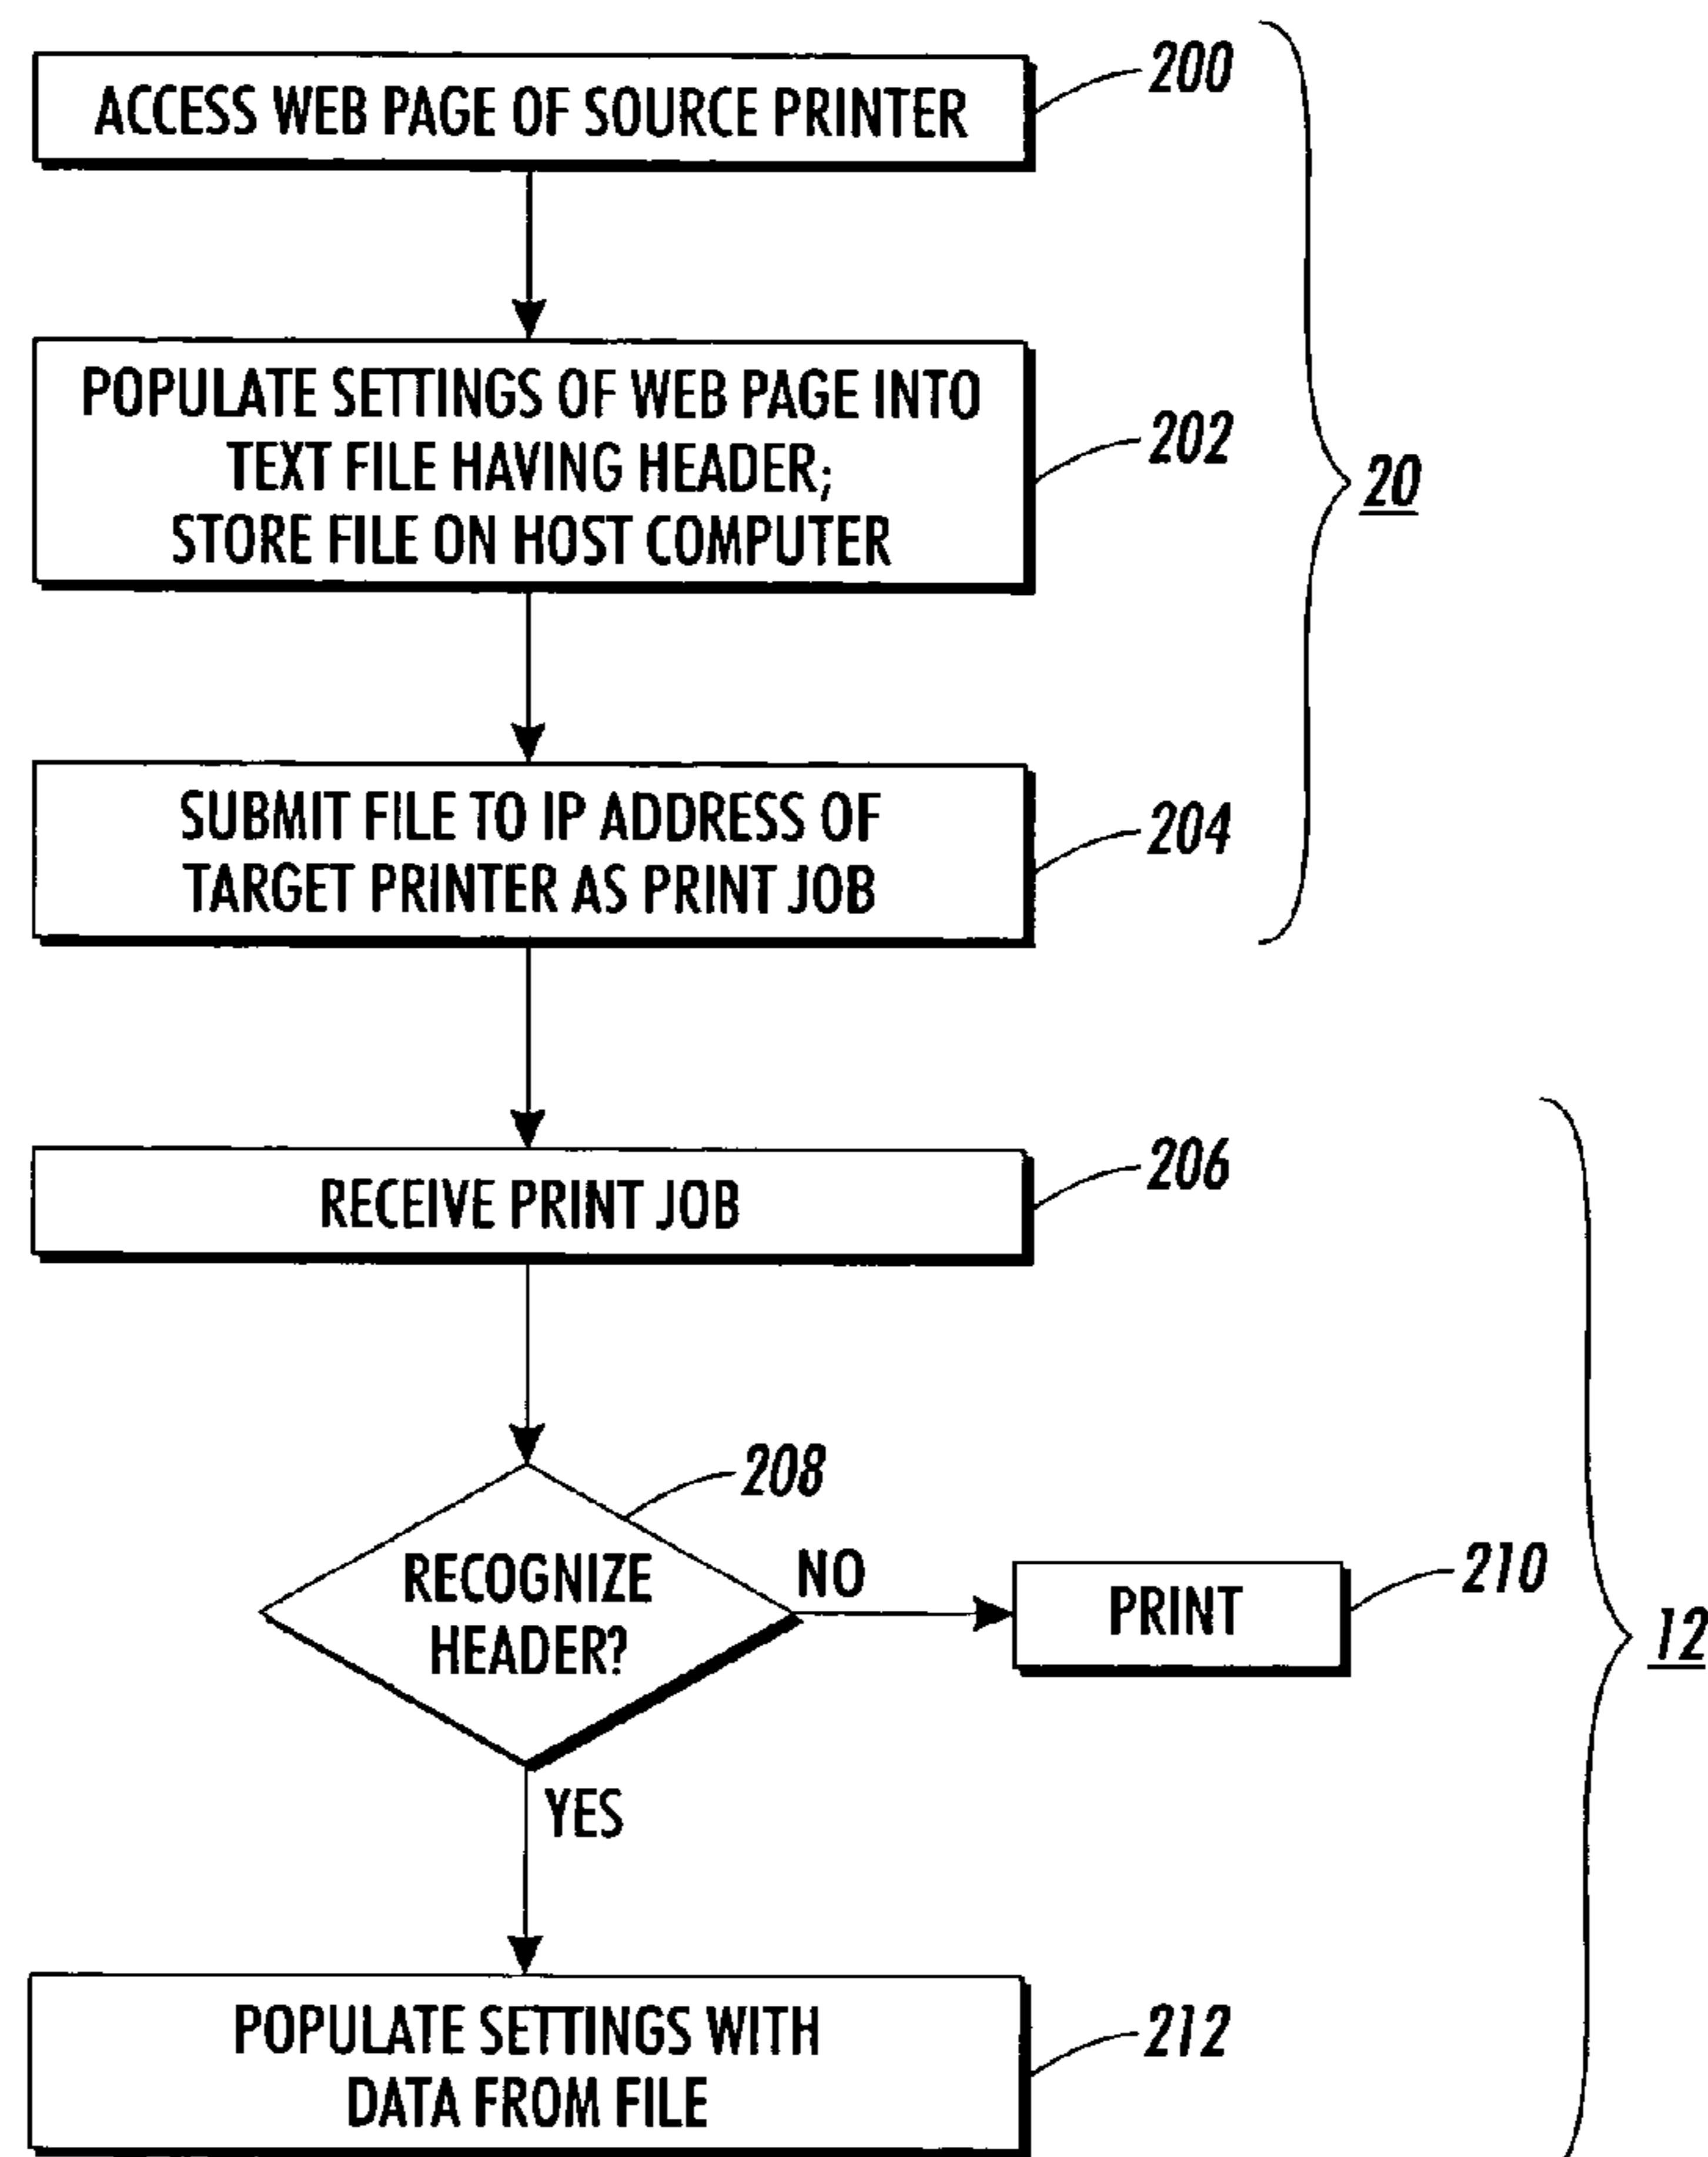 ACCESS WEB PAGE OF SOURCE PRINTER
200
POPULATE SETTINGS OF WEB PAGE INTO
TEXT FILE HAVING HEADER;
STORE FILE ON HOST COMPUTER
202
20
SUBMIT FILE TO IP ADDRESS OF
TARGET PRINTER AS PRINT JOB
204
RECEIVE PRINT JOB
206
208
RECOGNIZE
HEADER?
NO
PRINT
210
12
YES
POPULATE SETTINGS WITH
DATA FROM FILE
212